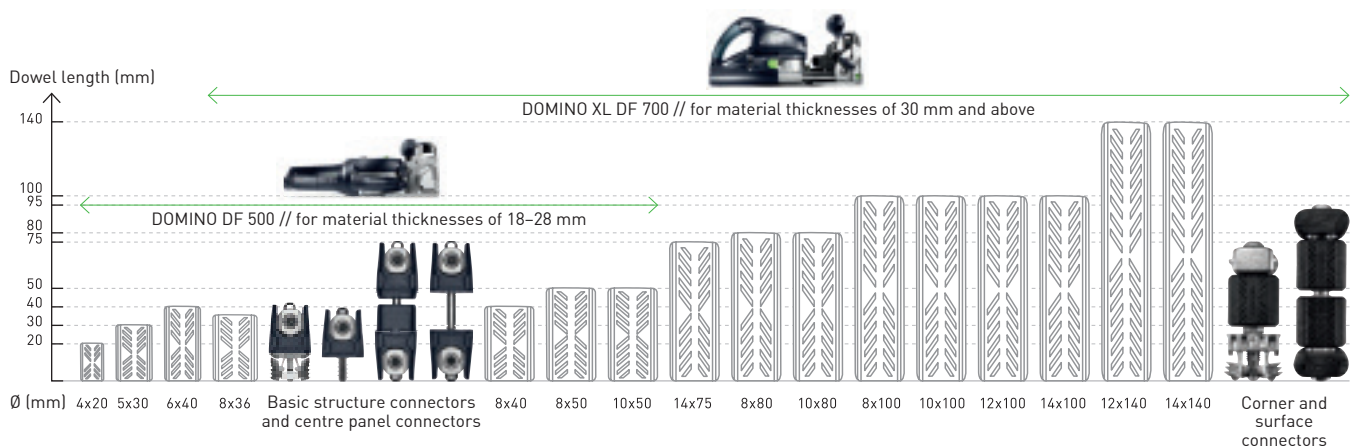 Dowel length (mm)
DOMINO XL DF 700 // for material thicknesses of 30 mm and above
140
100
95
80
75
50
40
30
20
DOMINO DF 500 // for material thicknesses of 18–28 mm
Ø (mm) 4x20 5x30 6x40 8x36 Basic structure connectors 8x40 8x50 10x50 14x75 8x80 10x80 8x100 10x100 12x100 14x100 12x140 14x140 Corner and
and centre panel connectors
surface
connectors